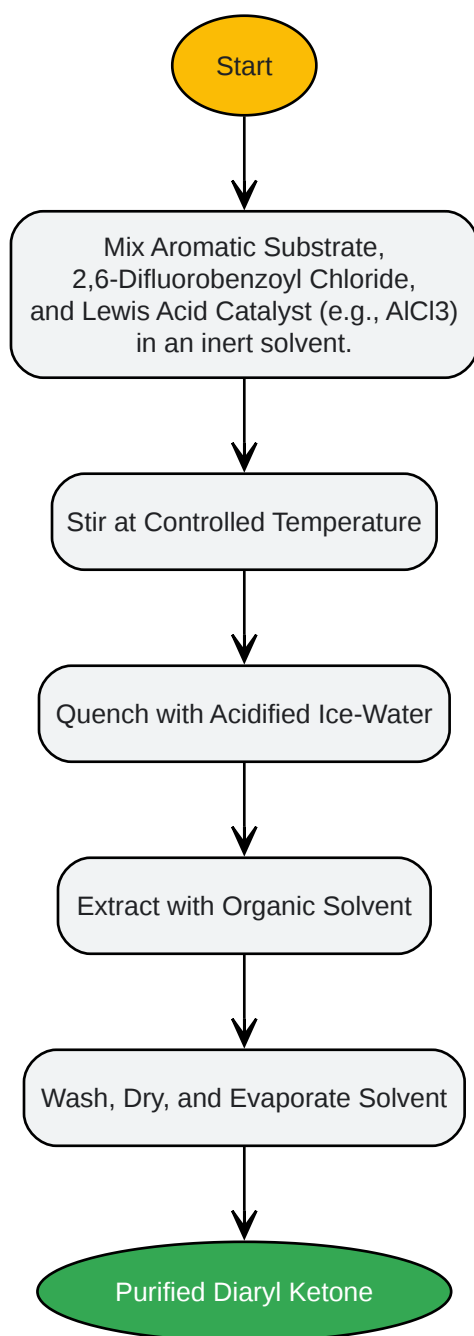 Start
Mix Aromatic Substrate,
2,6-Difluorobenzoyl Chloride,
and Lewis Acid Catalyst (e.g., AlCl3)
in an inert solvent.
Stir at Controlled Temperature
Quench with Acidified Ice-Water
Extract with Organic Solvent
Wash, Dry, and Evaporate Solvent
Purified Diaryl Ketone